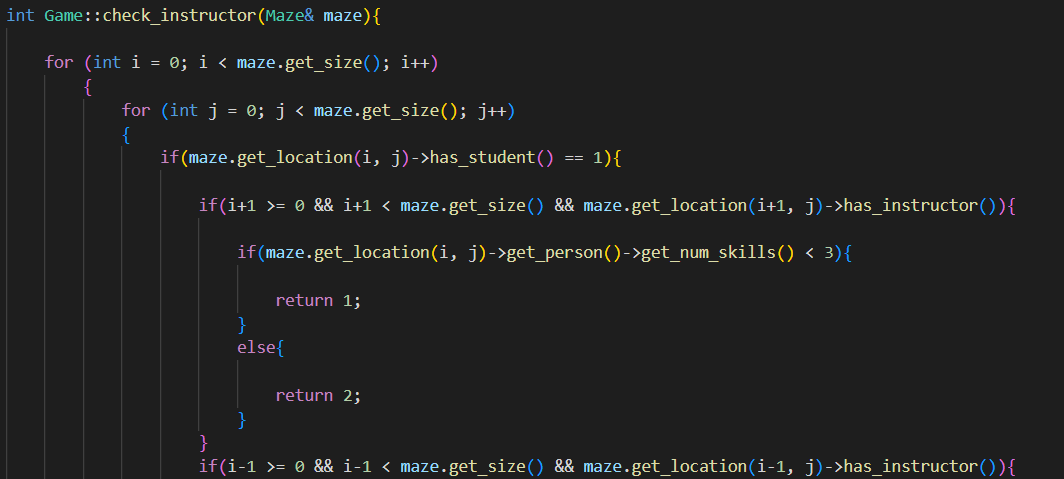 int Game::check_instructor(Maze& maze){
for (int i = 0; i < maze.get_size(); i++)
{
for (int j = 0; j < maze.get_size(); j++)
{
if(maze.get_location(i, j)->has_student() == 1){
if(i+1 >= 0 && i+1 < maze.get_size() && maze.get_location(i+1, j)->has_instructor()){
if(maze.get_location(i, j)->get_person()->get_num_skills() < 3){
return 1;
}
else{
return 2;
}
}
if(i-1 >= 0 && i-1 < maze.get_size() && maze.get_location(i-1, j)->has_instructor()){